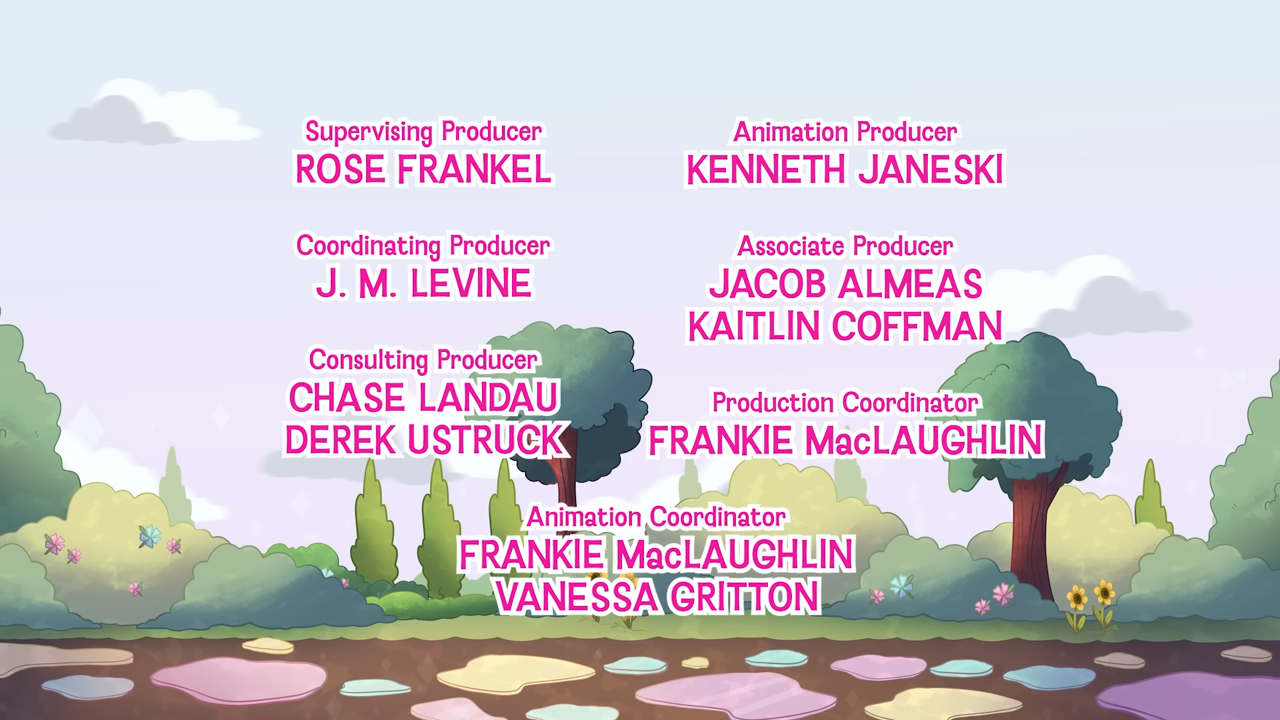 Supervising Producer
ROSE FRANKEL
Coordinating Producer
J. M. LEVINE
Consulting Producer
CHASE LANDAU
DEREK USTRUCK
Animation Producer
KENNETH JANESKI
Associate Producer
JACOB ALMEAS
KAITLIN COFFMAN
Production Coordinator
FRANKIE MacLAUGHLIN
Animation Coordinator
FRANKIE MacLAUGHLIN
VANESSA GRITTON